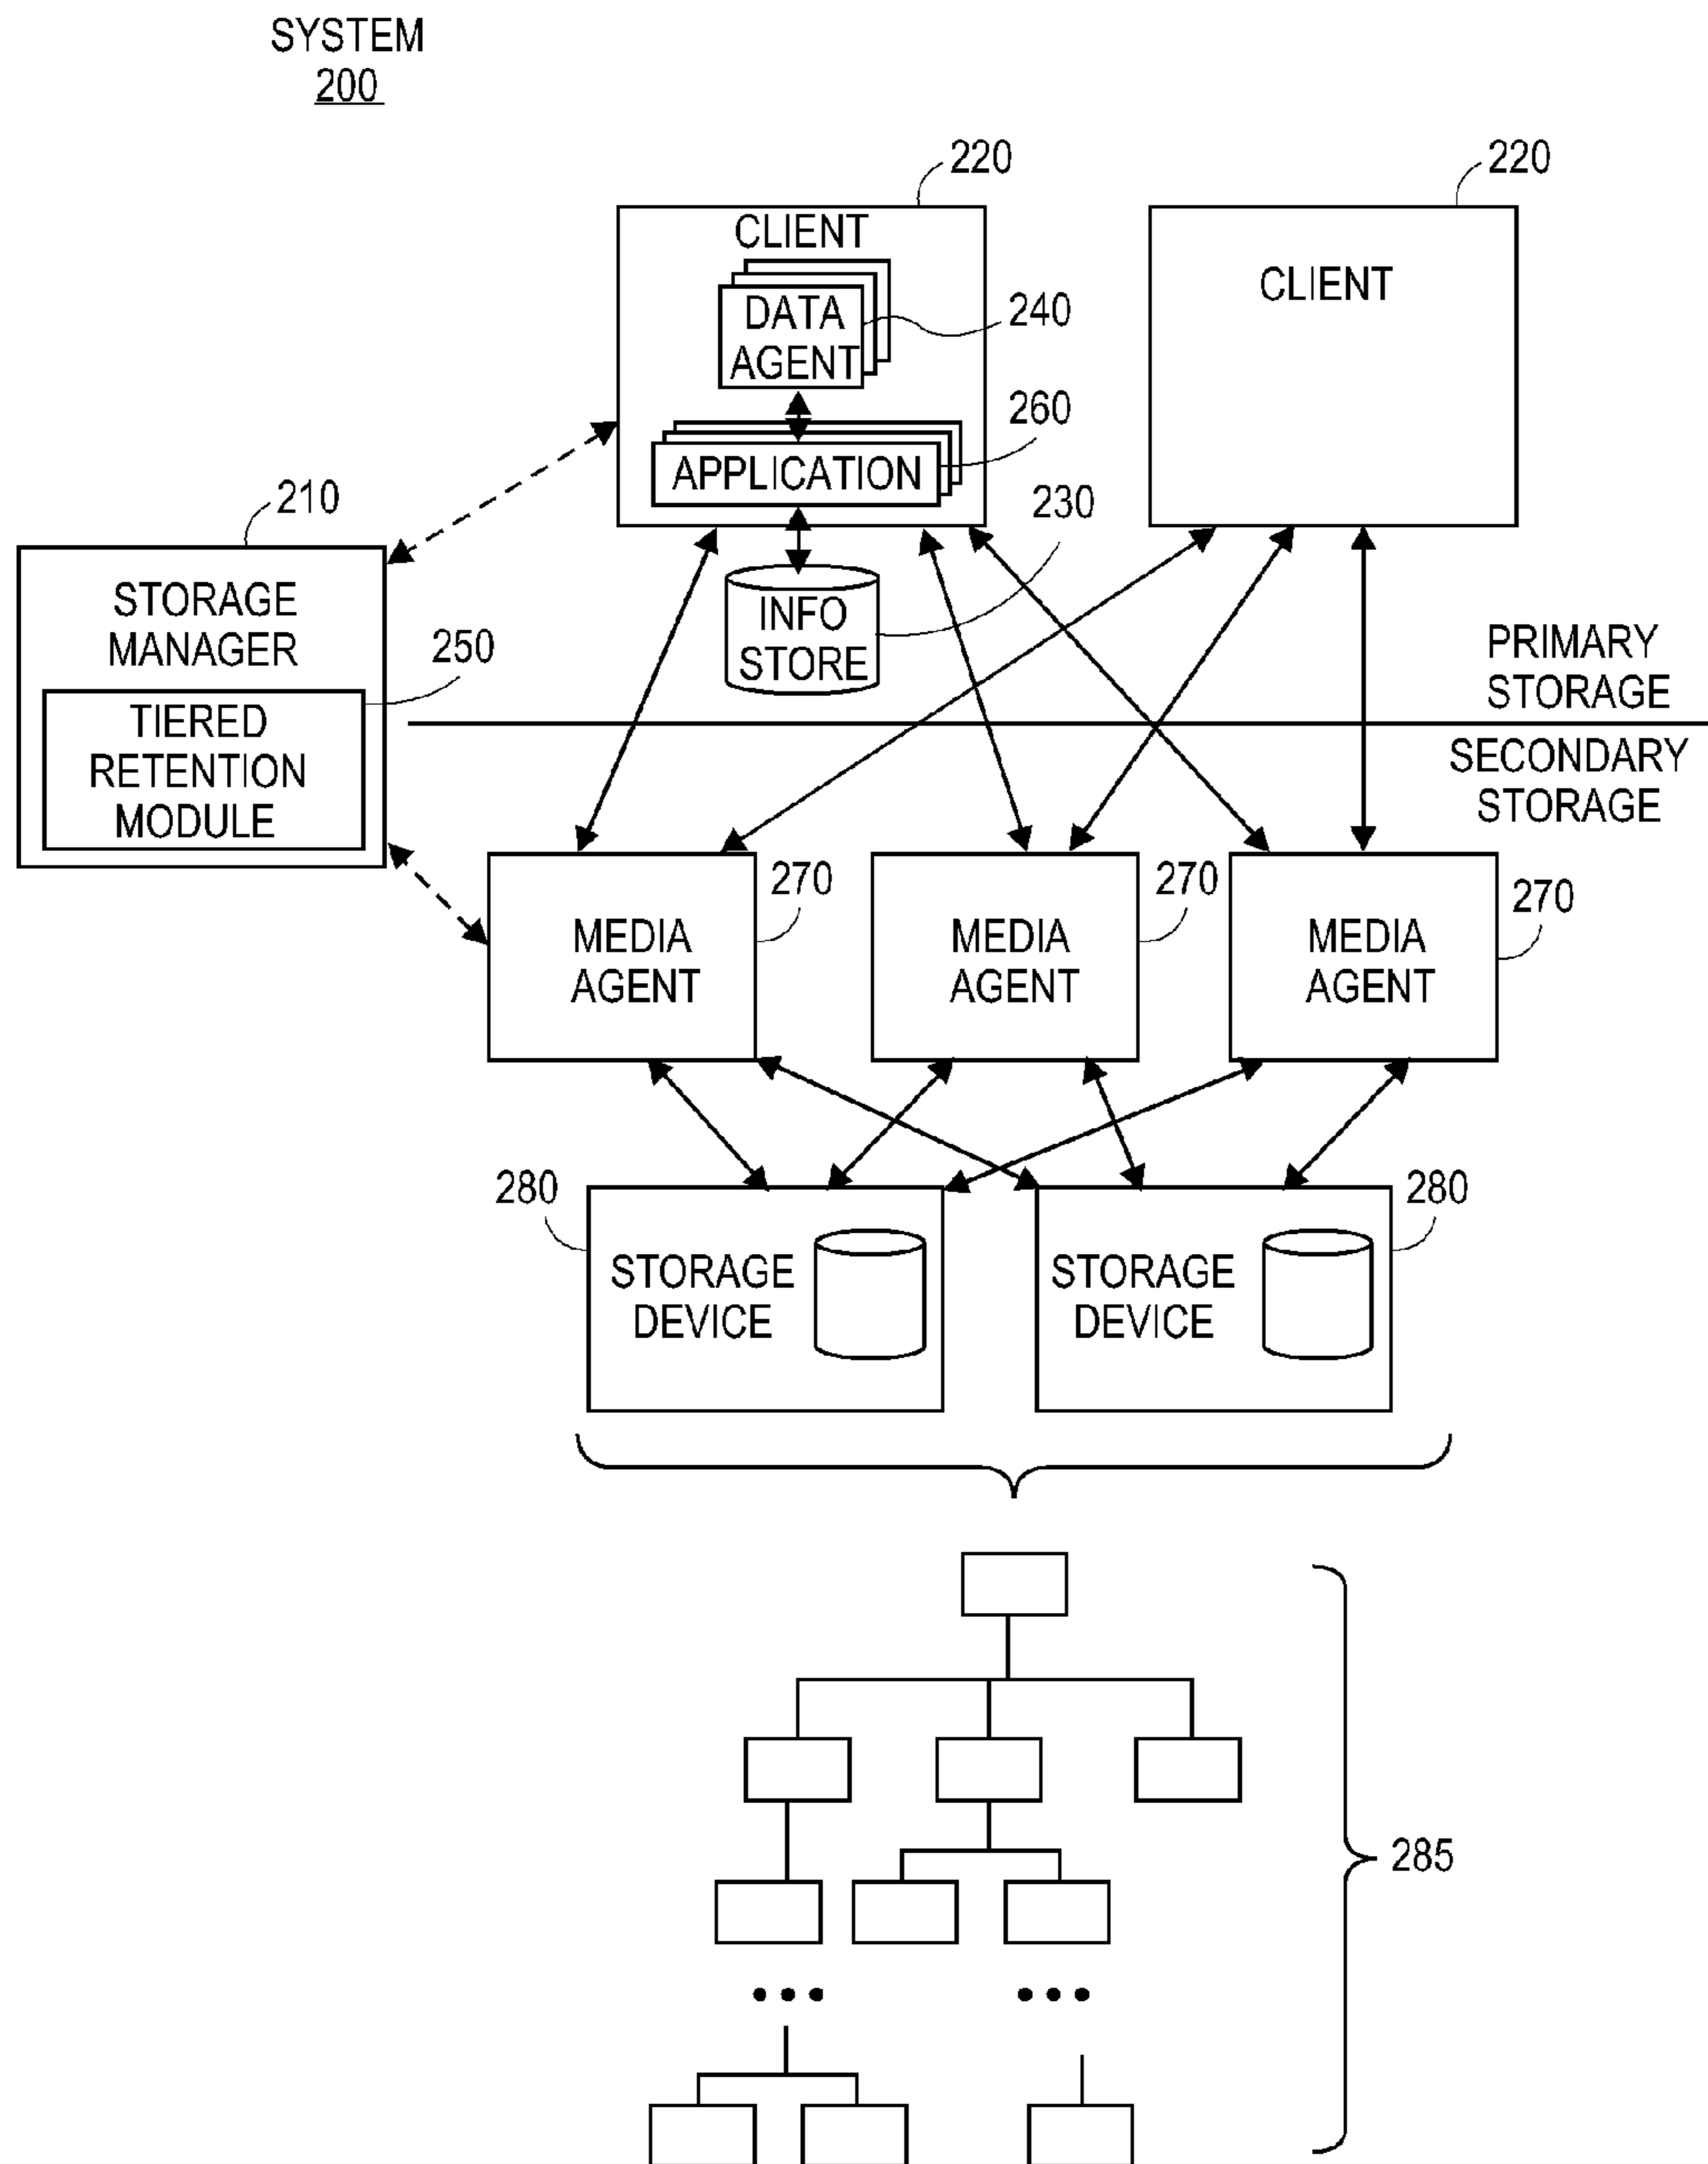 SYSTEM
200
220
220
CLIENT
CLIENT
DATA
AGENT
240
260
APPLICATION
210
230
STORAGE
MANAGER
INFO
STORE
250
PRIMARY
STORAGE
TIERED
RETENTION
MODULE
SECONDARY
STORAGE
270
270
270
MEDIA
AGENT
MEDIA
AGENT
MEDIA
AGENT
280
280
STORAGE
DEVICE
STORAGE
DEVICE
285